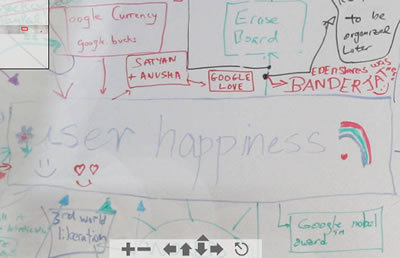 Google Currency
google.bucks
SATYAN
+ ANUSHA
GOOGLE
LOVE
Erase
Board
to be
organized
Later
was
BANDER
user happiness
3rd world
liberation
Google nobel
award